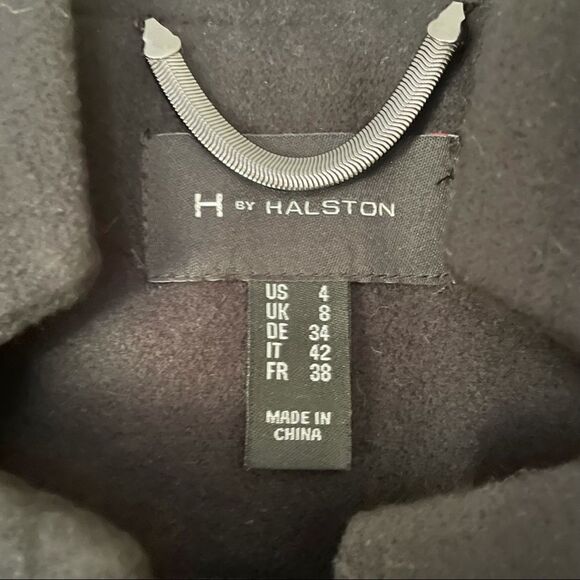 H BY HALSTON
US 4
UK 8
DE 34
IT 42
FR 38
MADE IN
CHINA